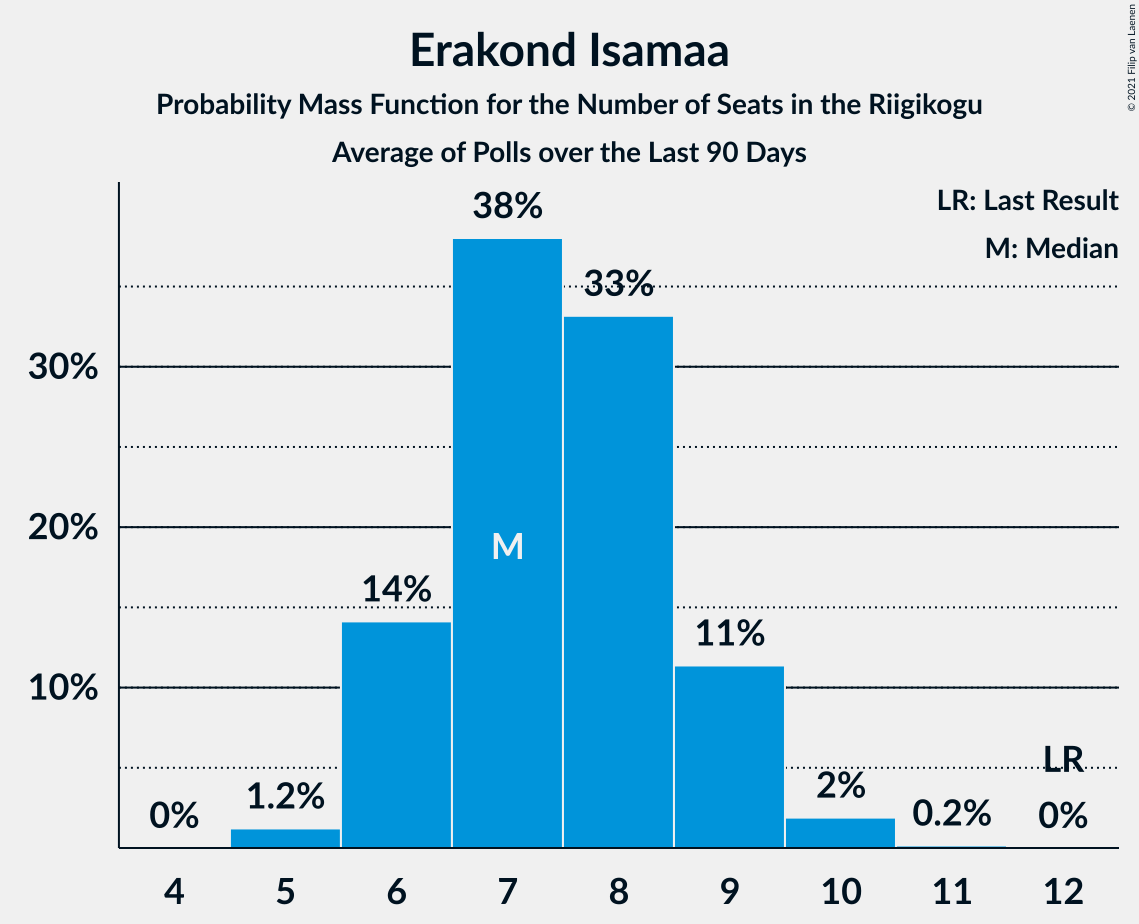 Erakond Isamaa
Probability Mass Function for the Number of Seats in the Riigikogu
Average of Polls over the Last 90 Days
© 2021 Filip van Laenen
LR: Last Result
M: Median
38%
33%
30%
20%
M
14%
11%
10%
LR
1.2%
2%
0%
0.2%
0%
4 5 6 7 8 9 10 11 12